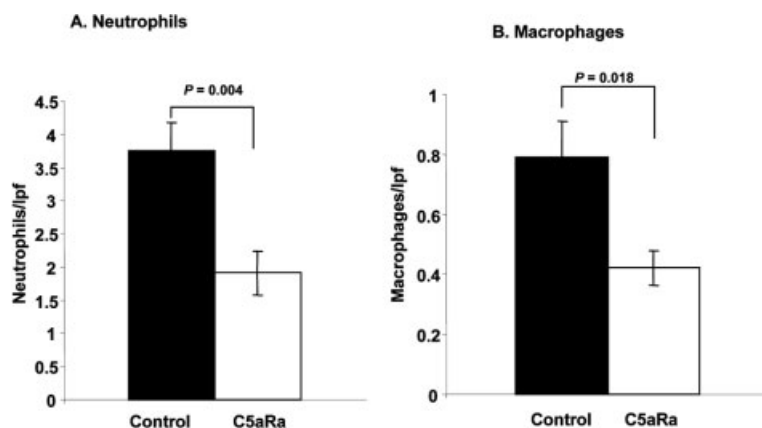 A. Neutrophils
P = 0.004
4.5
4
3.5
3
2.5
2
1.5
1
0.5
0
Neutrophils/lpf
Control C5aRa
B. Macrophages
P = 0.018
1
0.8
0.6
0.4
0.2
0
Macrophages/lpf
Control C5aRa